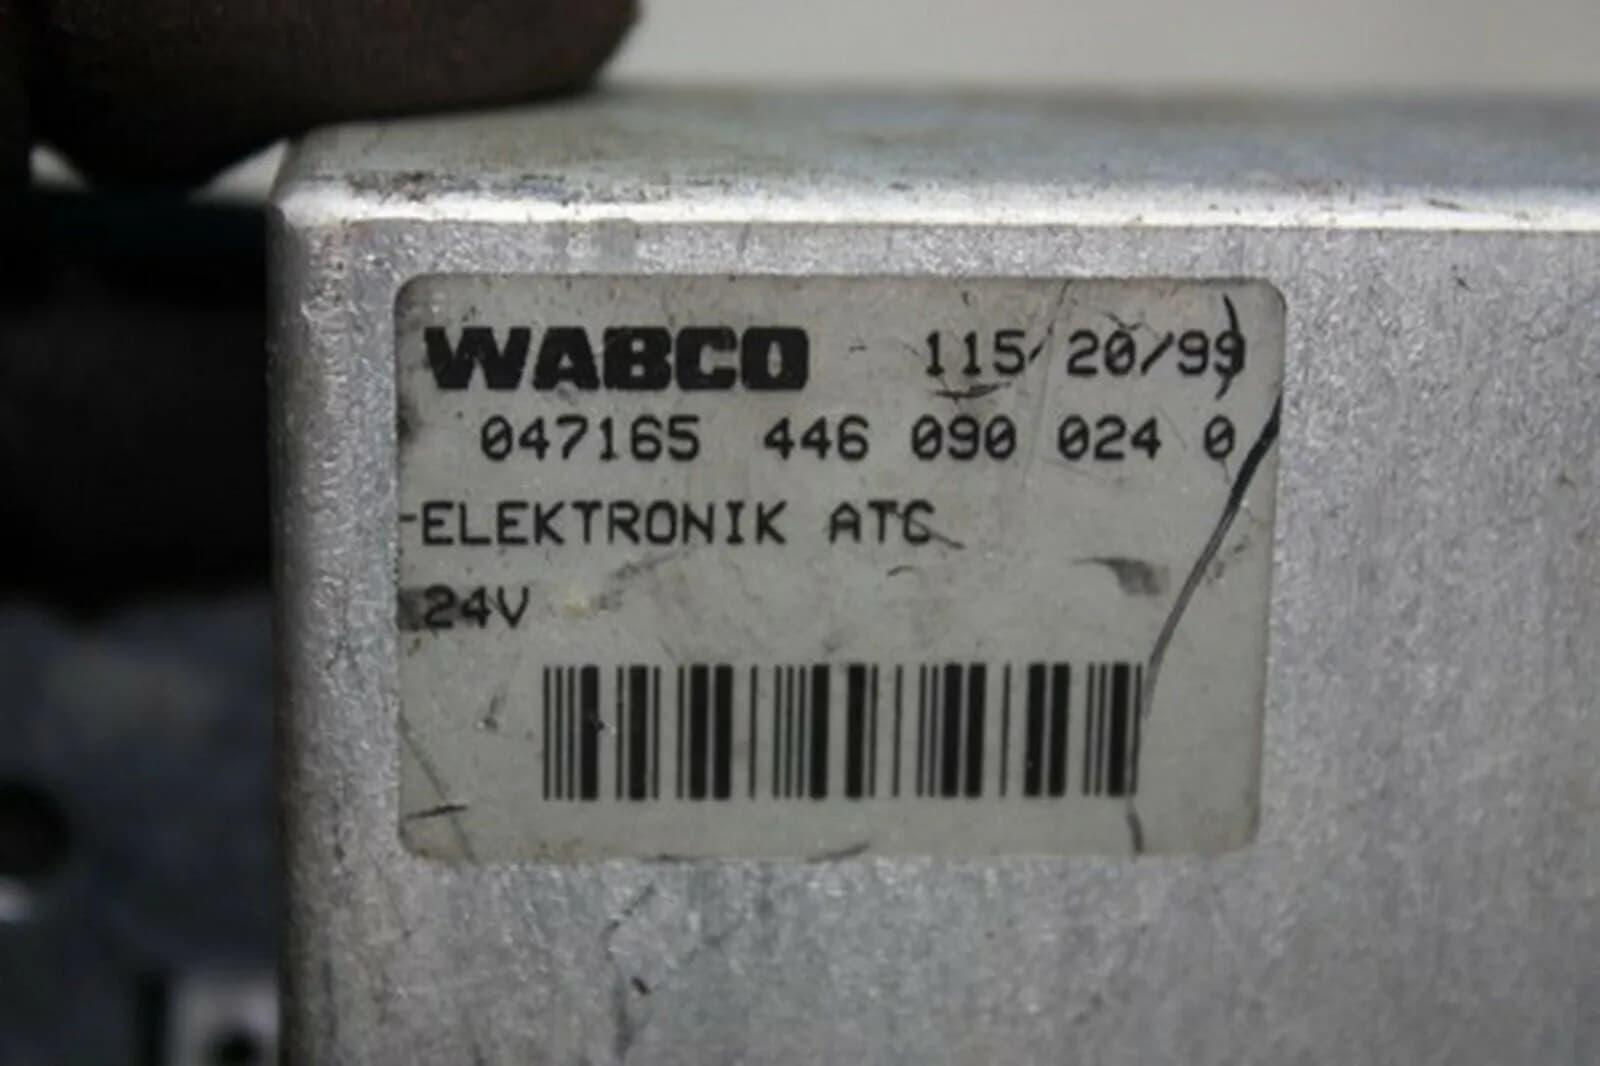 WABCO 115 20/99
047165 446 090 024 0
ELEKTRONIK ATC
24V